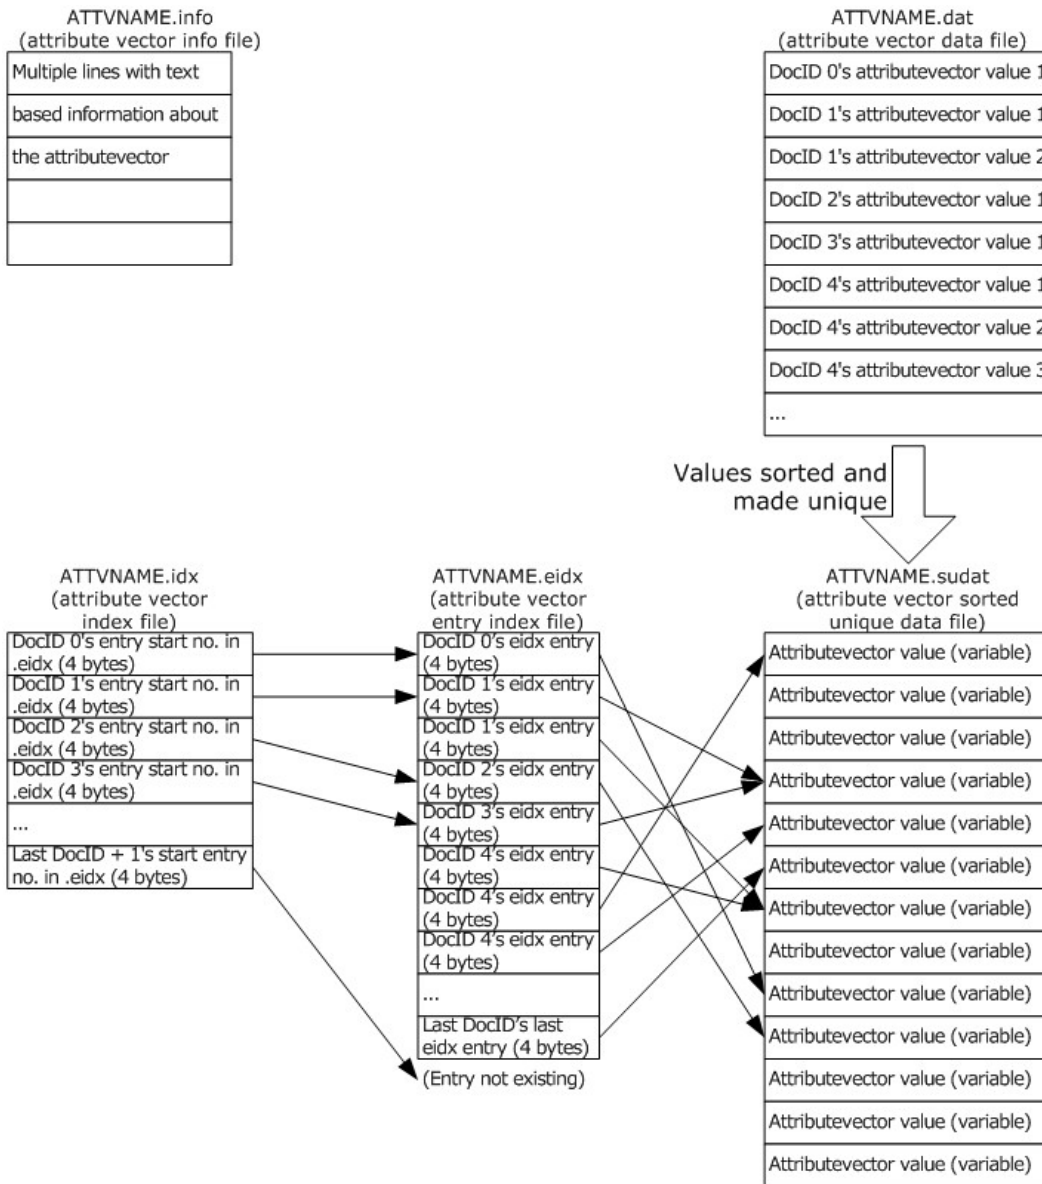 ATTVNAME.info
(attribute vector info file)
Multiple lines with text
based information about
the attributevector
ATTVNAME.dat
(attribute vector data file)
DocID 0's attributevector value 1
DocID 1's attributevector value 1
DocID 1's attributevector value 2
DocID 2's attributevector value 1
DocID 3's attributevector value 1
DocID 4's attributevector value 1
DocID 4's attributevector value 2
DocID 4's attributevector value 3
...
Values sorted and
made unique
ATTVNAME.idx
(attribute vector
index file)
DocID 0's entry start no. in
.eidx (4 bytes)
DocID 1's entry start no. in
.eidx (4 bytes)
DocID 2's entry start no. in
.eidx (4 bytes)
DocID 3's entry start no. in
.eidx (4 bytes)
...
Last DocID + 1's start entry
no. in .eidx (4 bytes)
ATTVNAME.eidx
(attribute vector
entry index file)
DocID 0's eidx entry
(4 bytes)
DocID 1's eidx entry
(4 bytes)
DocID 1's eidx entry
(4 bytes)
DocID 2's eidx entry
(4 bytes)
DocID 3's eidx entry
(4 bytes)
DocID 4's eidx entry
(4 bytes)
DocID 4's eidx entry
(4 bytes)
DocID 4's eidx entry
(4 bytes)
...
Last DocID's last
eidx entry (4 bytes)
(Entry not existing)
ATTVNAME.sudat
(attribute vector sorted
unique data file)
Attributevector value (variable)
Attributevector value (variable)
Attributevector value (variable)
Attributevector value (variable)
Attributevector value (variable)
Attributevector value (variable)
Attributevector value (variable)
Attributevector value (variable)
Attributevector value (variable)
Attributevector value (variable)
Attributevector value (variable)
Attributevector value (variable)
Attributevector value (variable)